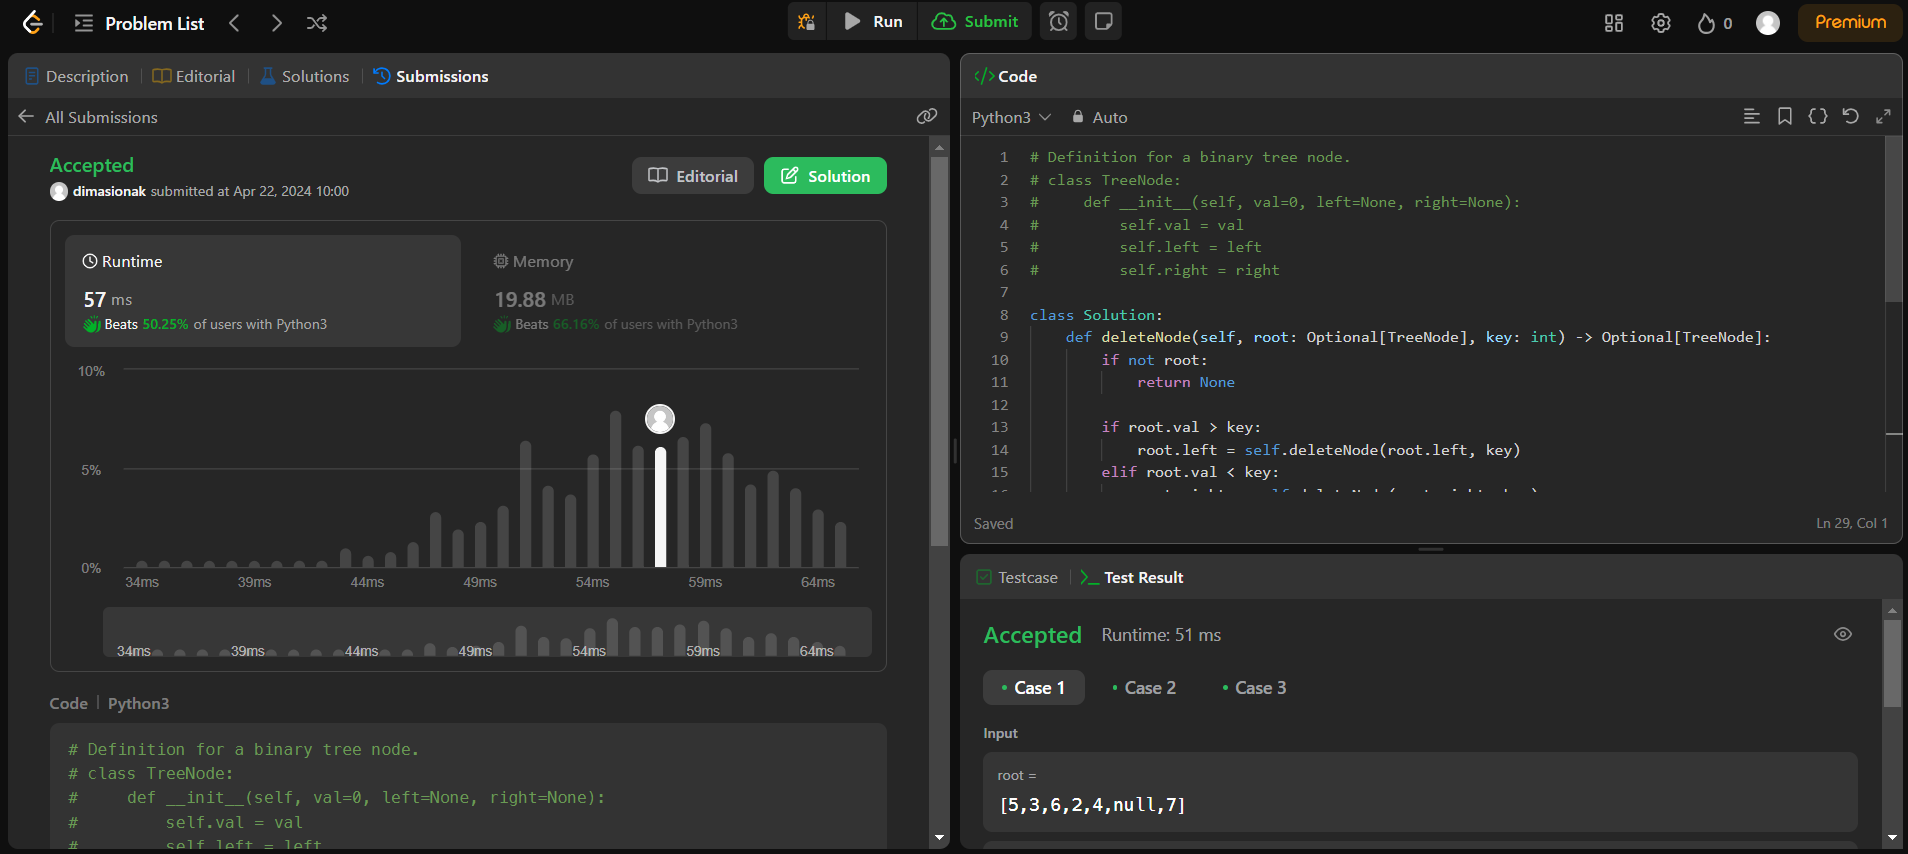 Problem List
Run
Submit
0
Premium
Description
Editorial
Solutions
Submissions
All Submissions
Accepted
dimasionak submitted at Apr 22, 2024 10:00
Editorial
Solution
Runtime
57 ms
Beats 50.25% of users with Python3
Memory
19.88 MB
Beats 66.16% of users with Python3
10%
5%
0%
34ms
39ms
44ms
49ms
54ms
59ms
64ms
34ms
39ms
44ms
49ms
54ms
59ms
64ms
Code
Python3
# Definition for a binary tree node.
# class TreeNode:
#     def __init__(self, val=0, left=None, right=None):
#         self.val = val
#         self.left = left
</> Code
Python3
Auto
1 # Definition for a binary tree node.
2 # class TreeNode:
3 #     def __init__(self, val=0, left=None, right=None):
4 #         self.val = val
5 #         self.left = left
6 #         self.right = right
7
8 class Solution:
9     def deleteNode(self, root: Optional[TreeNode], key: int) -> Optional[TreeNode]:
10         if not root:
11             return None
12
13         if root.val > key:
14             root.left = self.deleteNode(root.left, key)
15         elif root.val < key:
Saved
Ln 29, Col 1
Testcase
Test Result
Accepted
Runtime: 51 ms
Case 1
Case 2
Case 3
Input
root =
[5,3,6,2,4,null,7]